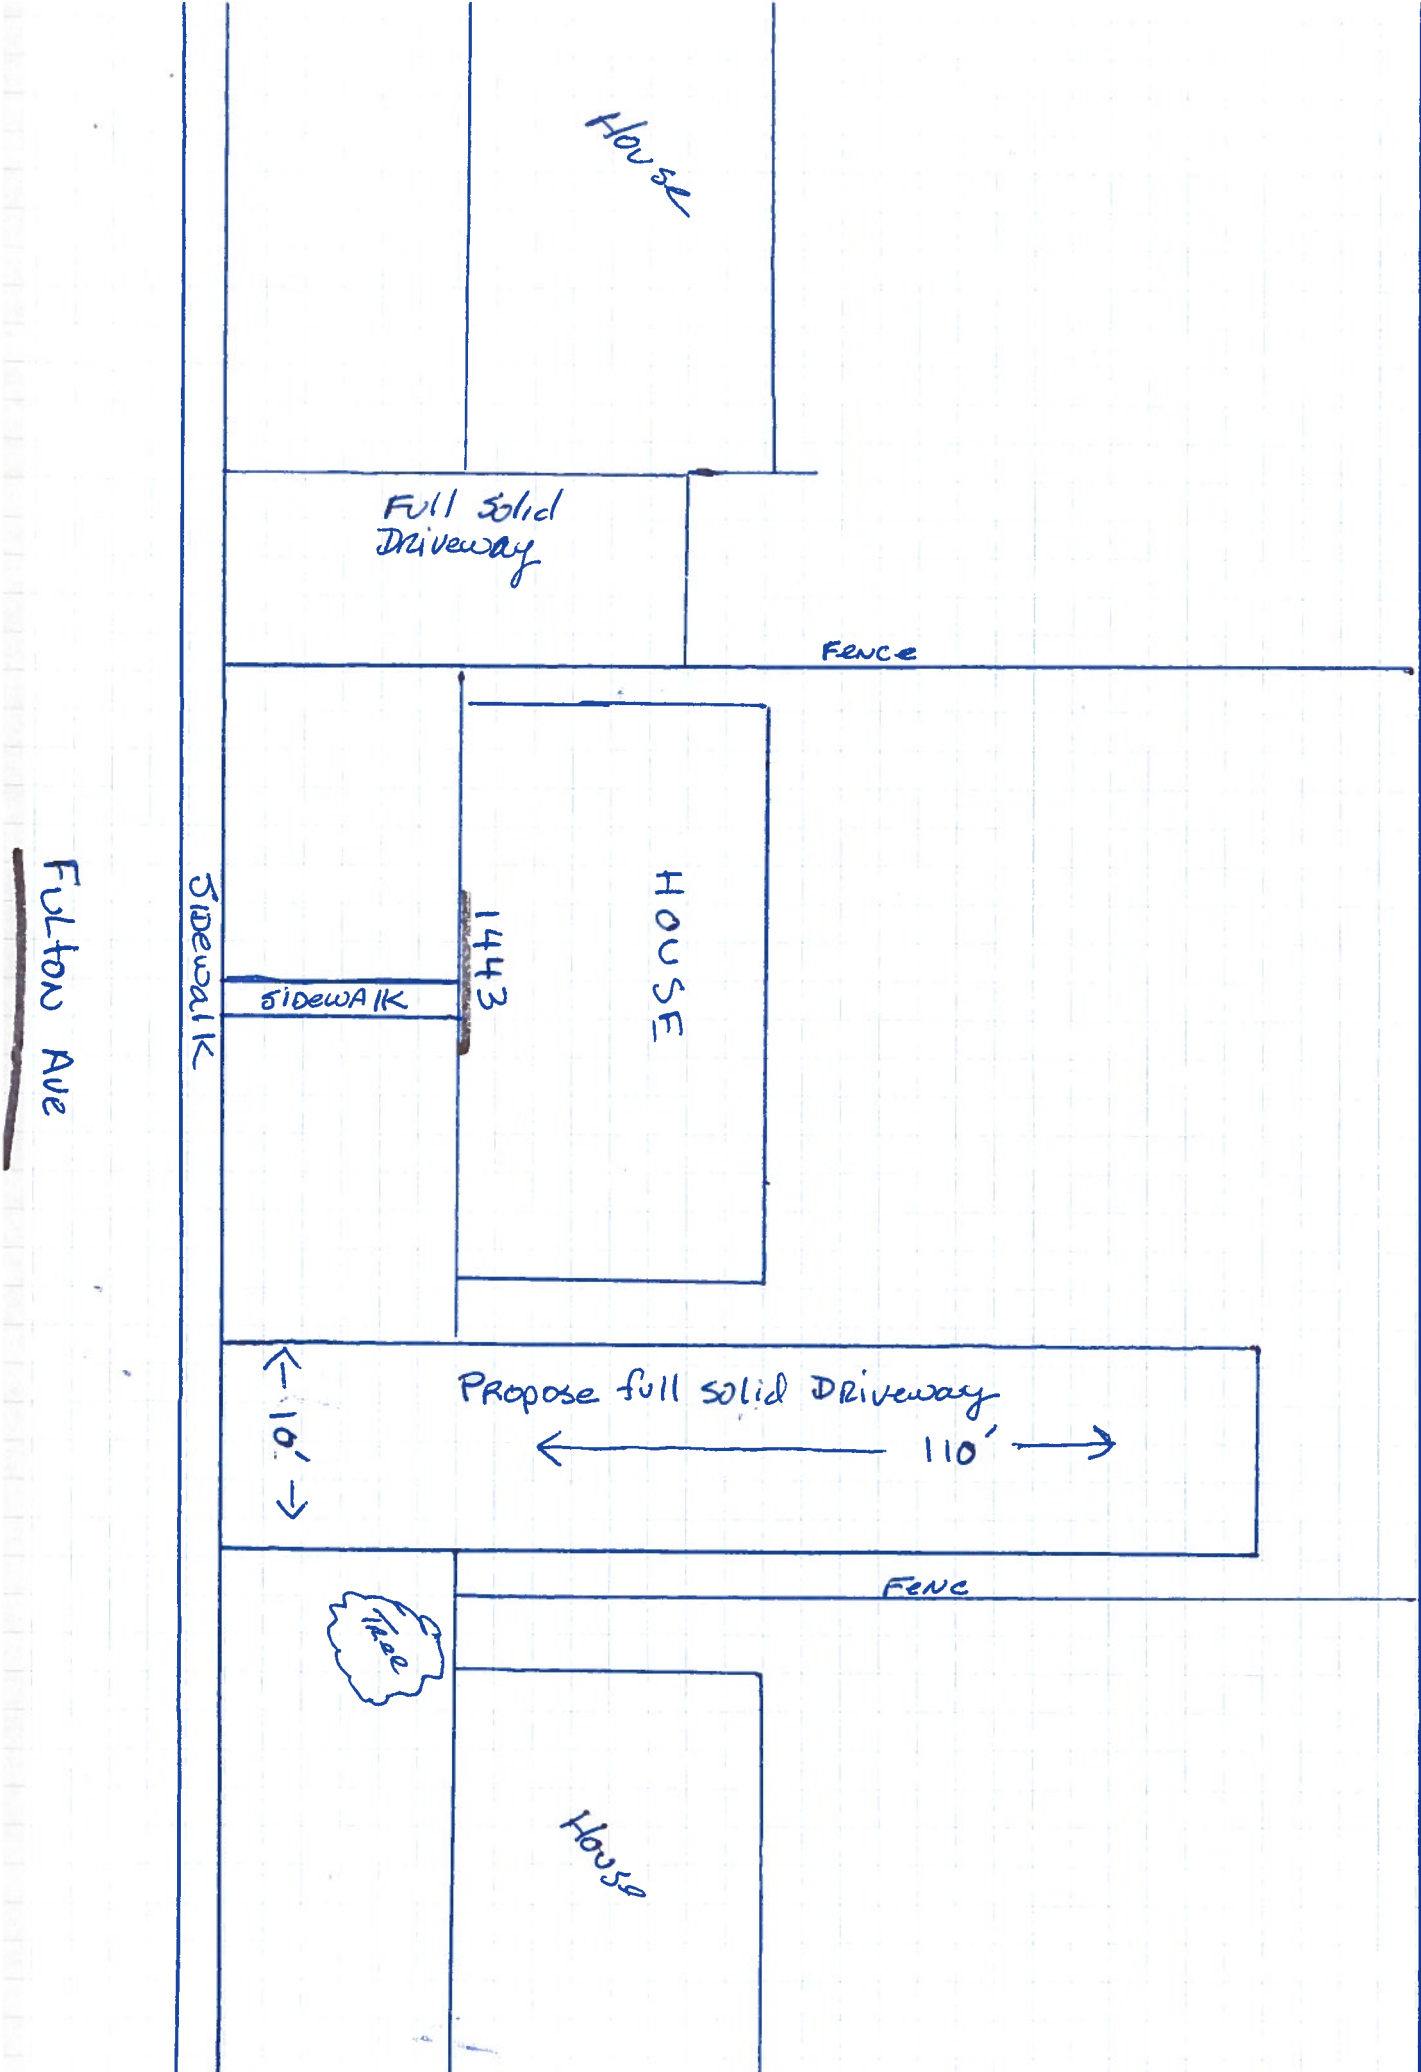 House
Full Solid
Driveway
Fence
HOUSE
1443
SIDEWALK
SIDEWALK
Fulton Ave
Propose full solid Driveway
110'
10'
Fenc
Tree
House